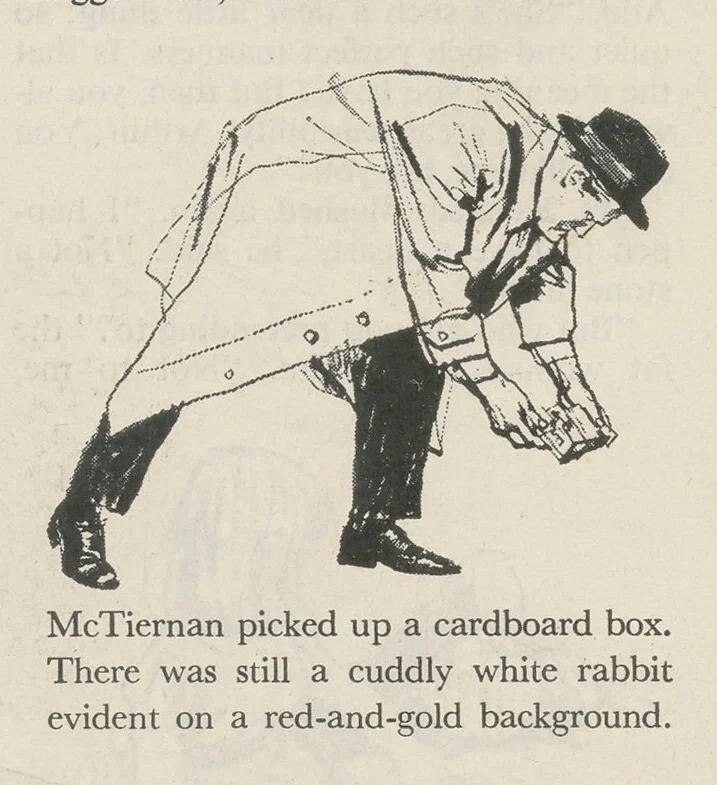 McTiernan picked up a cardboard box.
There was still a cuddly white rabbit
evident on a red-and-gold background.